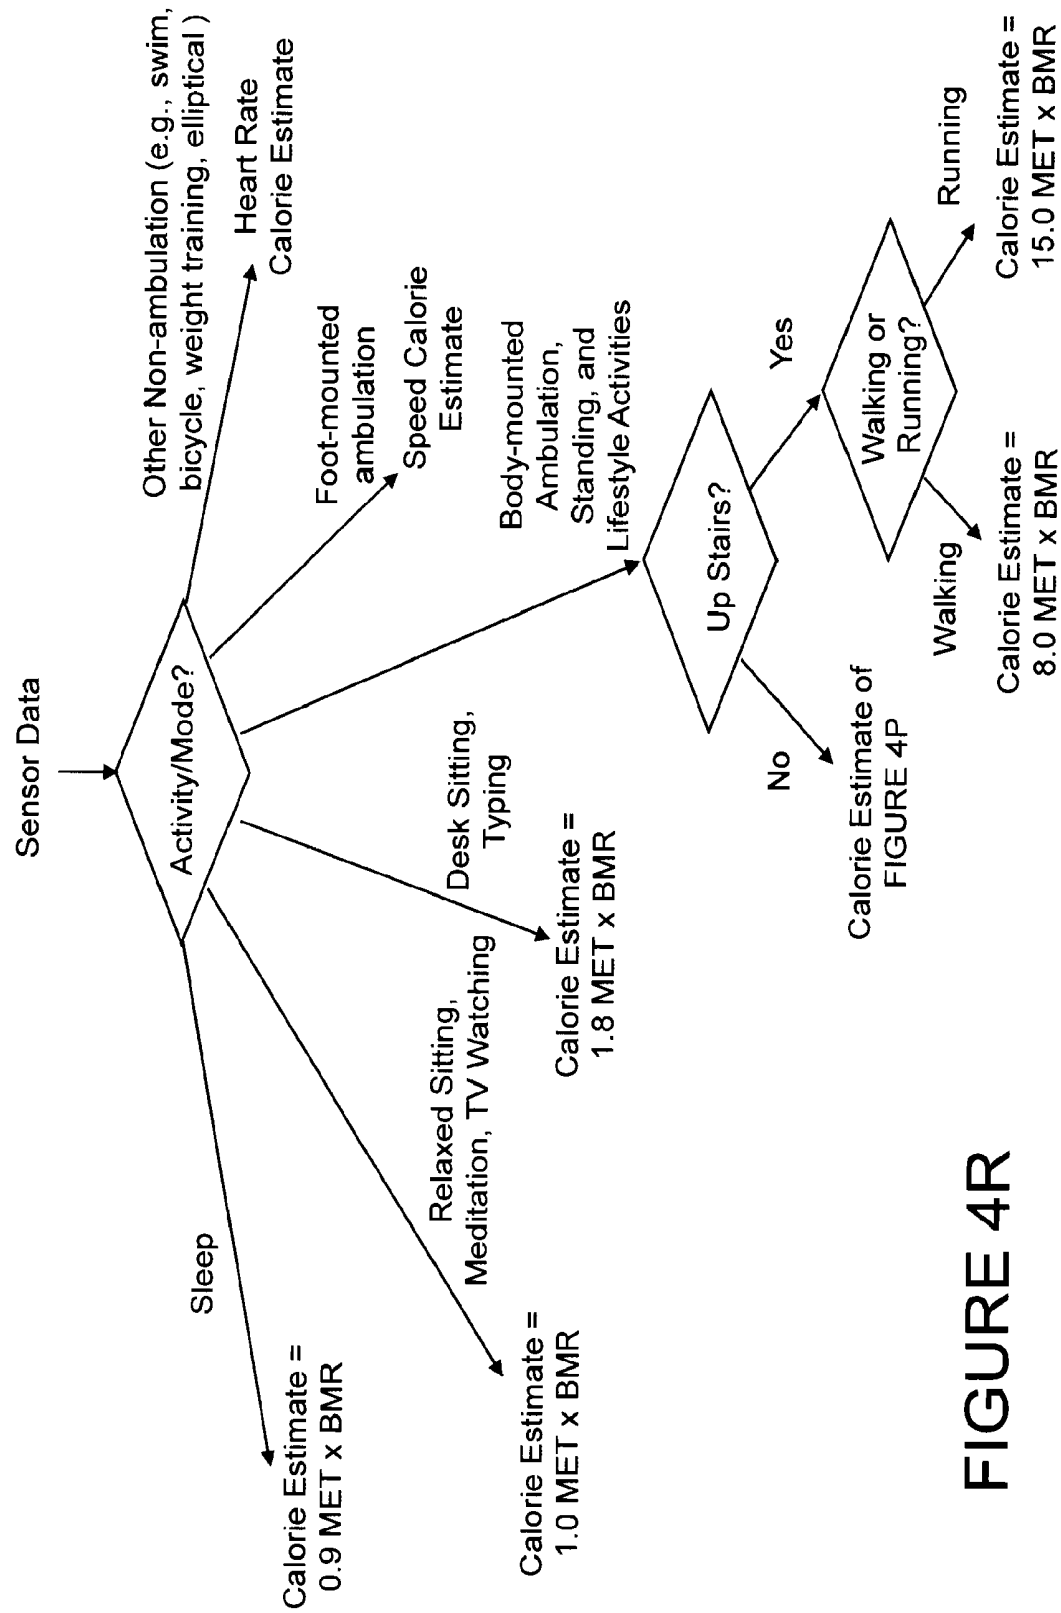 Sensor Data
Activity/Mode?
Sleep
Calorie Estimate =
0.9 MET x BMR
Relaxed Sitting,
Meditation, TV Watching
Calorie Estimate =
1.0 MET x BMR
Desk Sitting,
Typing
Calorie Estimate =
1.8 MET x BMR
Body-mounted
Ambulation,
Standing, and
Lifestyle Activities
Foot-mounted
ambulation
Speed Calorie
Estimate
Other Non-ambulation (e.g., swim,
bicycle, weight training, elliptical )
Heart Rate
Calorie Estimate
Up Stairs?
No
Calorie Estimate of
FIGURE 4P
Yes
Walking or
Running?
Walking
Calorie Estimate =
8.0 MET x BMR
Running
Calorie Estimate =
15.0 MET x BMR
FIGURE 4R